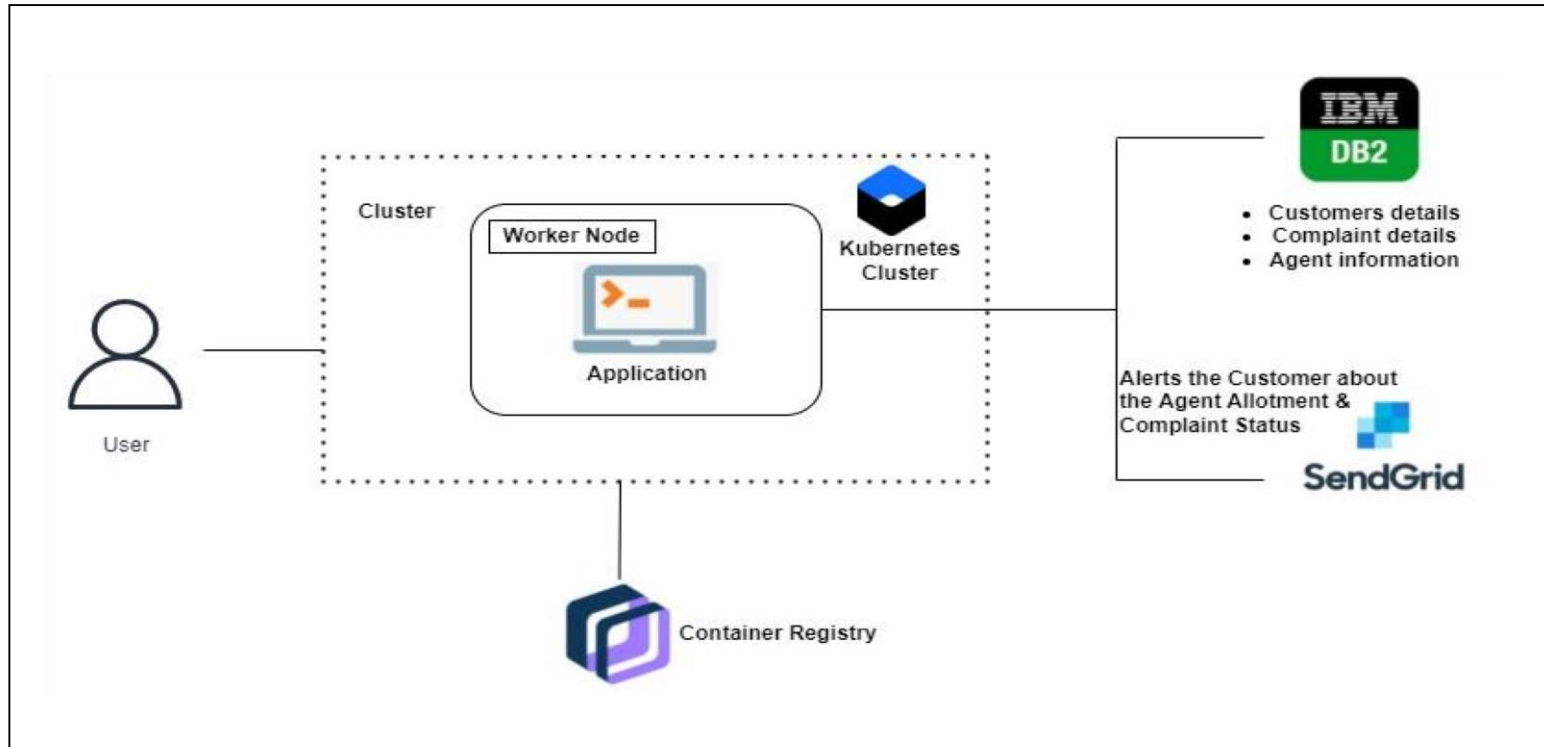 IBM
DB2
• Customers details
• Complaint details
• Agent information
Cluster
Worker Node
Kubernetes
Cluster
Application
User
Alerts the Customer about
the Agent Allotment &
Complaint Status
SendGrid
Container Registry